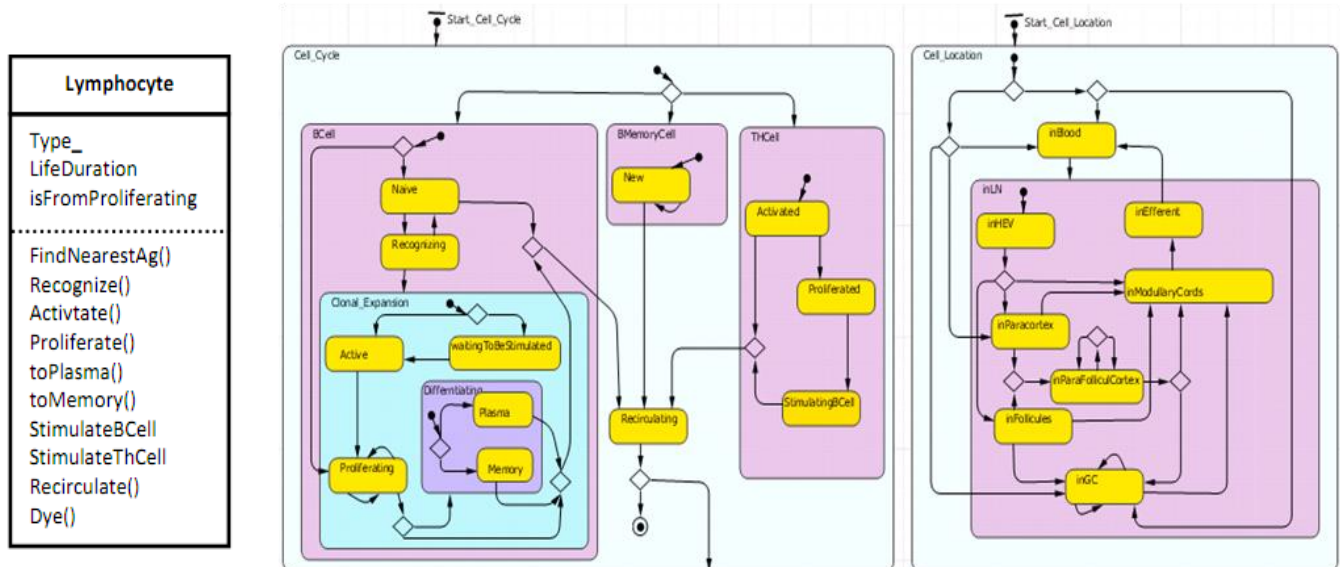 Lymphocyte
Type_
LifeDuration
isFromProliferating
FindNearestAg()
Recognize()
Activtate()
Proliferate()
toPlasma()
toMemory()
StimulateBCell
StimulateThCell
Recirculate()
Dye()
Start_Cell_Cycle
Cell_Cycle
BCell
Naive
Recognizing
Clonal_Expansion
Active
waitingToBeStimulated
Differntiating
Plasma
Memory
Proliferating
BMemoryCell
New
Recirculating
THCell
Activated
Proliferated
StimulatingBCell
Start_Cell_Location
Cell_Location
inBlood
inLN
inHEV
inEfferent
inModullaryCords
inParacortex
inParaFolliculCortex
inFollicules
inGC